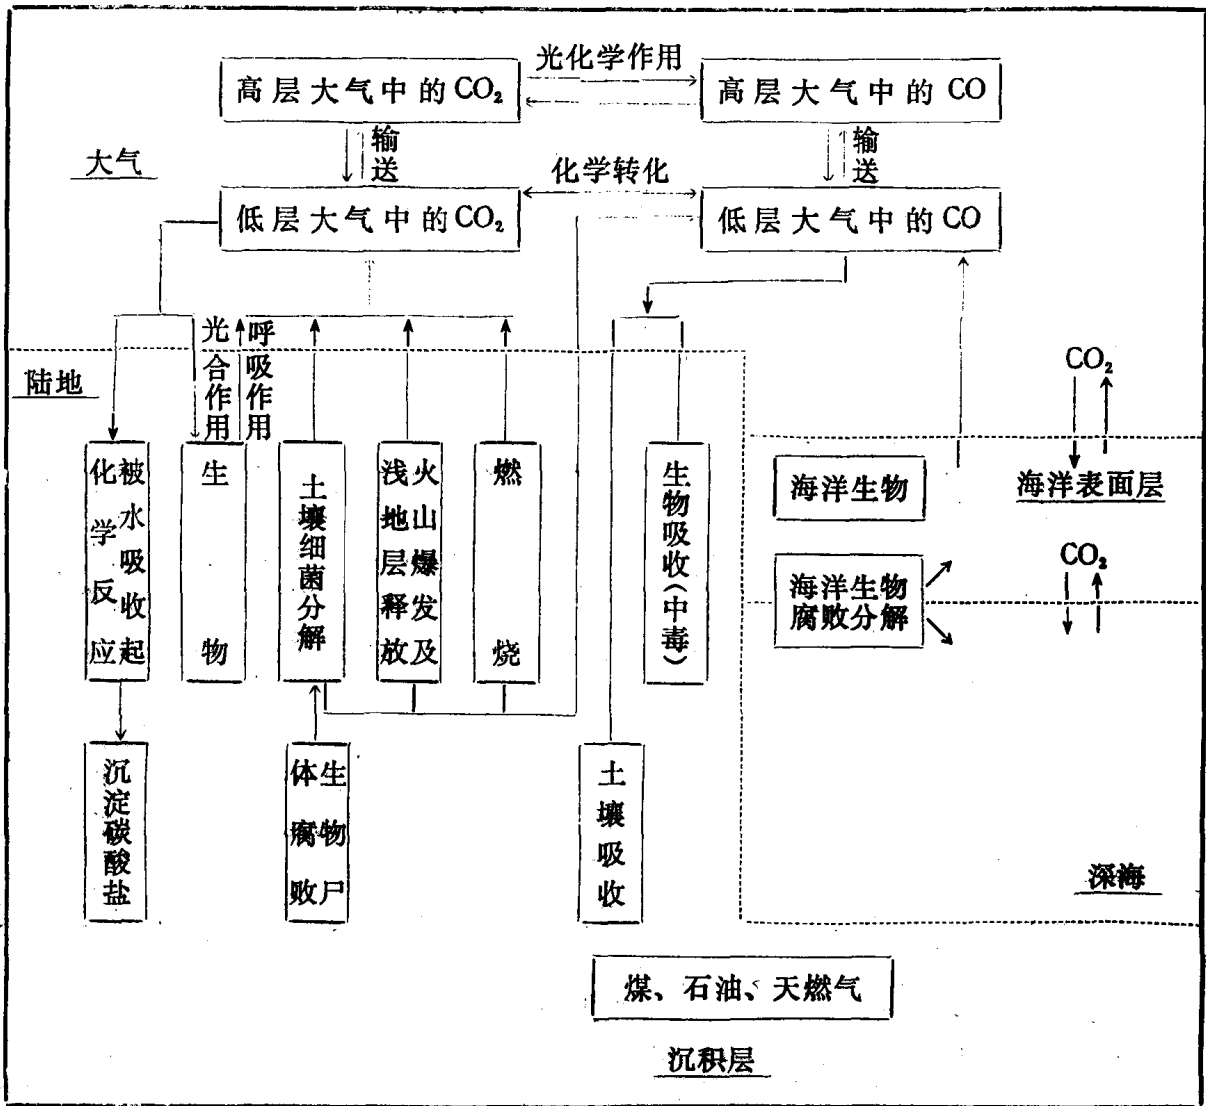 光化学作用
高层大气中的CO₂
高层大气中的CO
输送
输送
大气
化学转化
低层大气中的CO₂
低层大气中的CO
光合作用
呼吸作用
陆地
CO₂
被水吸收起
化学反应
生物
土壤细菌分解
火山爆发及
浅地层释放
燃烧
生物吸收(中毒)
海洋生物
海洋表面层
海洋生物
腐败分解
CO₂
沉淀碳酸盐
生物尸
体腐败
土壤吸收
深海
煤、石油、天燃气
沉积层